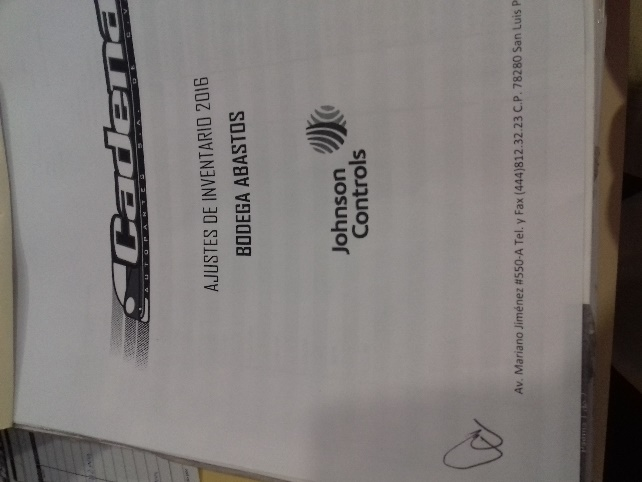 Cadena
AUTOPARTES S.A. DE C.V
AJUSTES DE INVENTARIO 2016
BODEGA ABASTOS
Johnson
Controls
Av. Mariano Jiménez #550-A Tel. y Fax (444)812.32.23 C.P. 78280 San Luis P